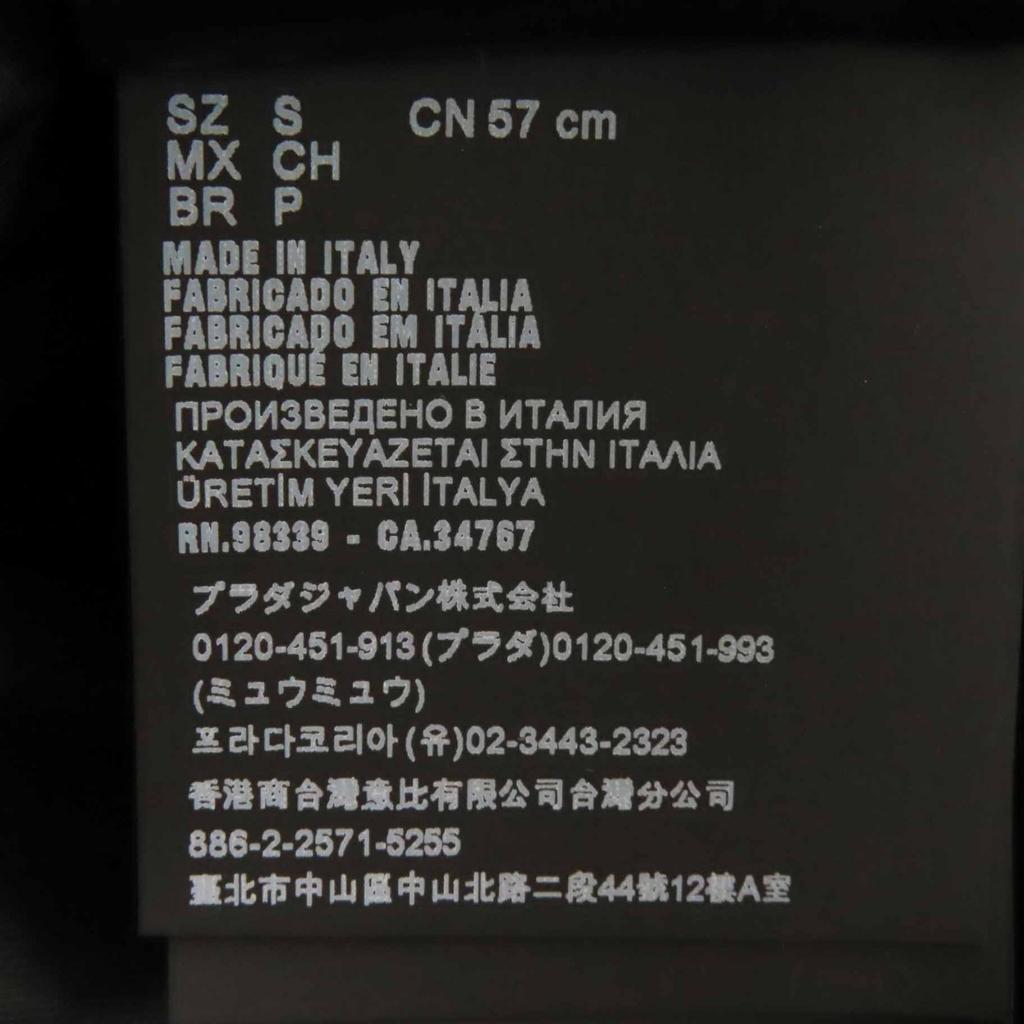 SZ S CN 57 cm
MX CH
BR P
MADE IN ITALY
FABRICADO EN ITALIA
FABRICADO EM ITÁLIA
FABRIQUÉ EN ITALIE
ПРОИЗВЕДЕНО В ИТАЛИЯ
ΚΑΤΑΣΚΕΥΑΖΕΤΑΙ ΣΤΗΝ ΙΤΑΛΙΑ
ÜRETİM YERİ İTALYA
RN.98339 - CA.34767
プラダジャパン株式会社
0120-451-913(プラダ)0120-451-993
(ミュウミュウ)
프라다코리아(유)02-3443-2323
香港商台灣意比有限公司台灣分公司
886-2-2571-5255
臺北市中山區中山北路二段44號12樓A室